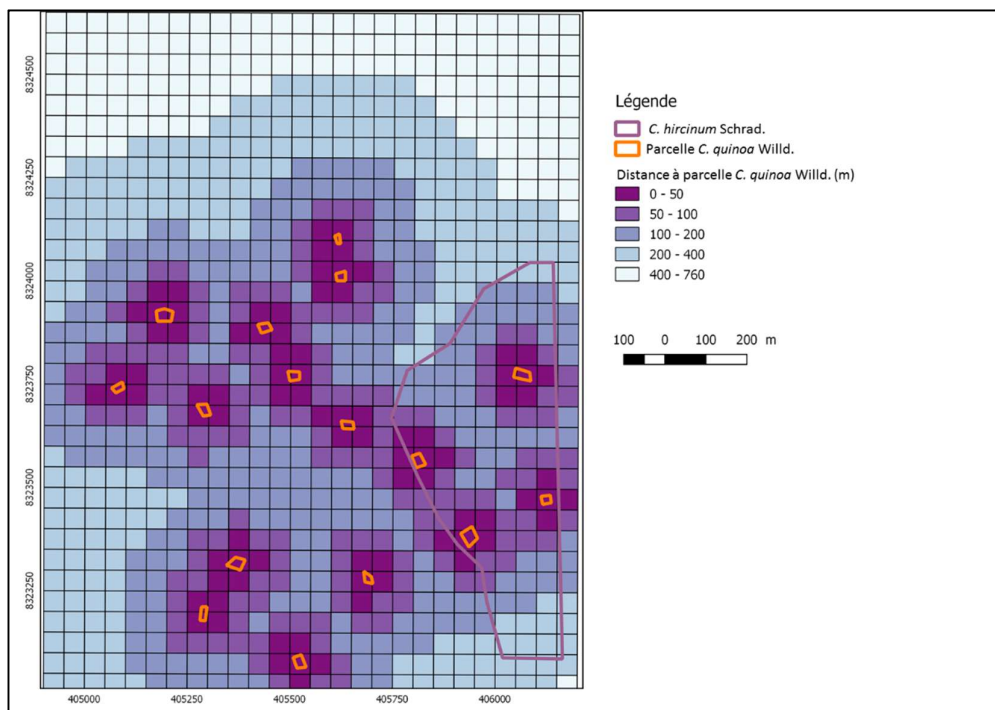 8324500
8324250
8324000
8323750
8323500
8323250
405000 405250 405500 405750 406000
Légende
C. hircinum Schrad.
Parcelle C. quinoa Willd.
Distance à parcelle C. quinoa Willd. (m)
0 - 50
50 - 100
100 - 200
200 - 400
400 - 760
100 0 100 200 m